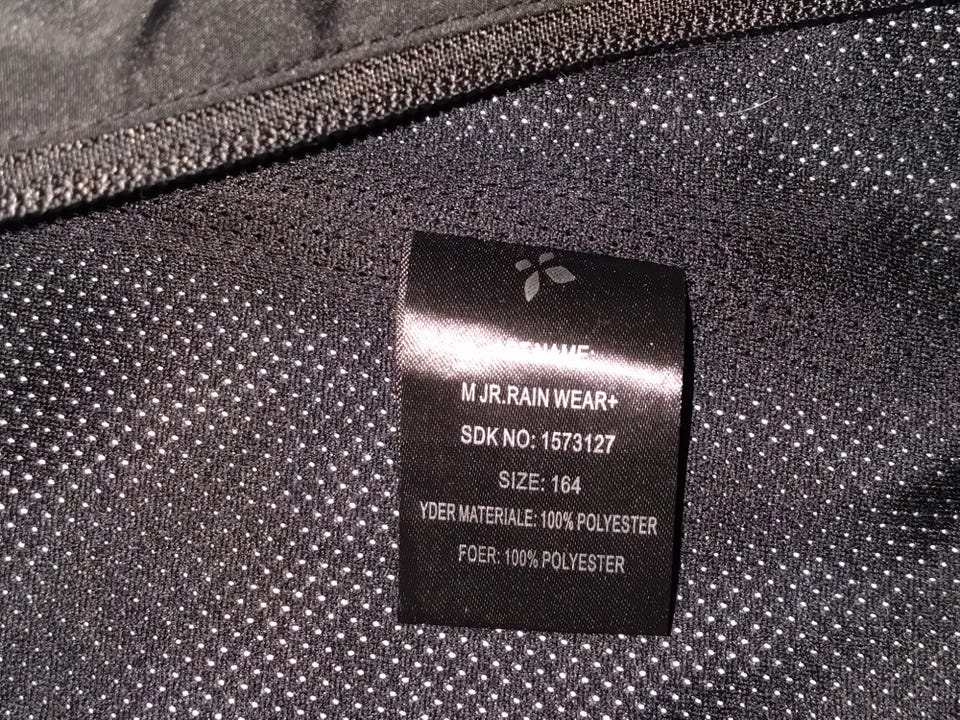 M JR.RAIN WEAR+
SDK NO: 1573127
SIZE: 164
YDER MATERIALE: 100% POLYESTER
FOER: 100% POLYESTER